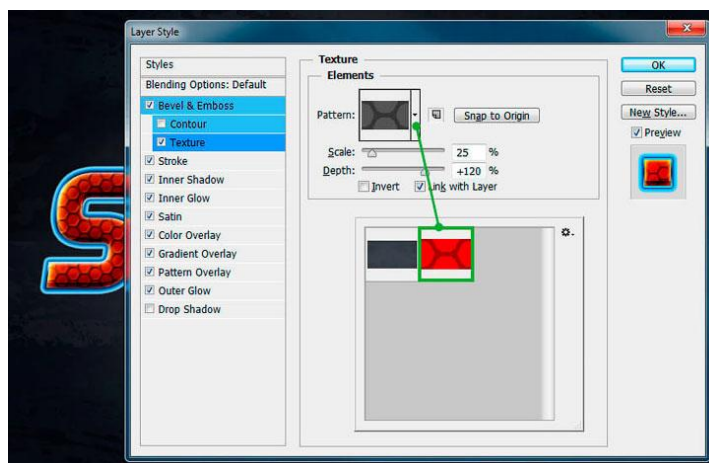 Layer Style
Styles
Blending Options: Default
Bevel & Emboss
Contour
Texture
Stroke
Inner Shadow
Inner Glow
Satin
Color Overlay
Gradient Overlay
Pattern Overlay
Outer Glow
Drop Shadow
Texture
Elements
Pattern:
Snap to Origin
Scale: 25 %
Depth: +120 %
Invert Link with Layer
OK
Reset
New Style...
Preview
S